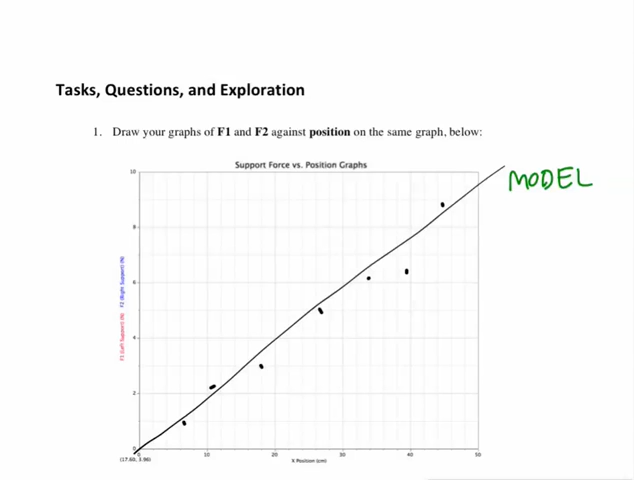 Tasks, Questions, and Exploration
1. Draw your graphs of F1 and F2 against position on the same graph, below:
Support Force vs. Position Graphs
MODEL
10
8
6
4
2
0
F1 (Left Support) (N) F2 (Right Support) (N)
0 10 20 30 40 50
(17.60, 3.96)
X Position (cm)